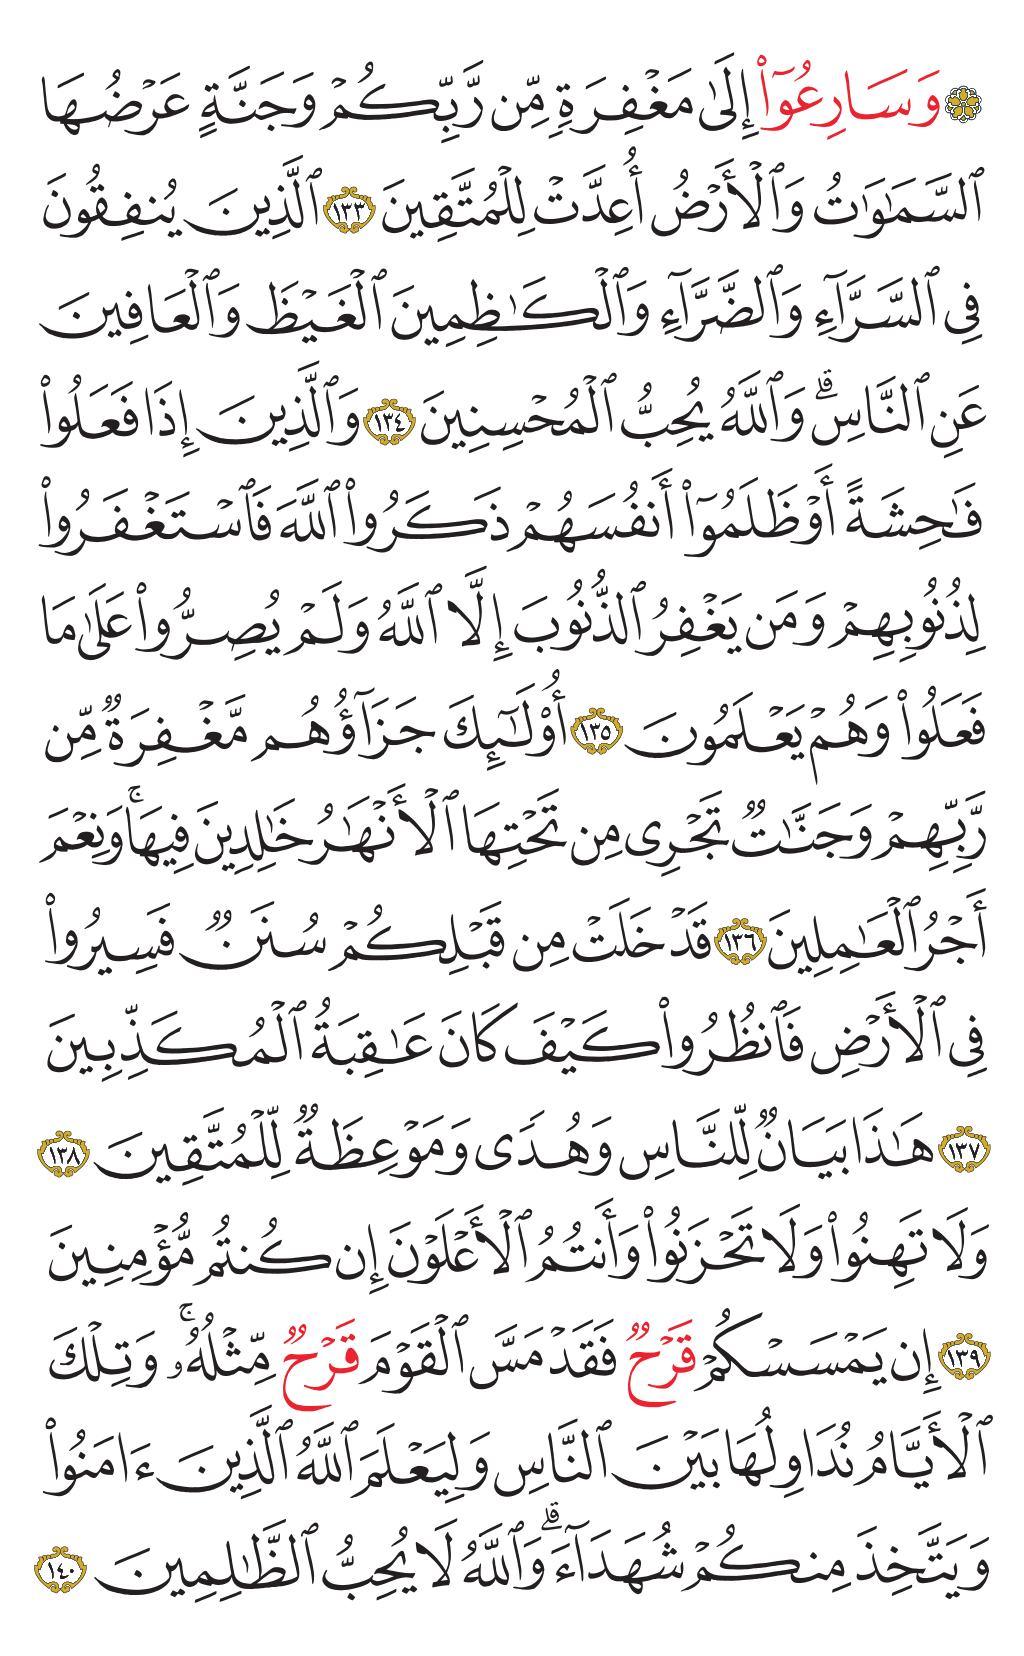 ۞ وَسَارِعُوٓا۟ إِلَىٰ مَغْفِرَةٍ مِّن رَّبِّكُمْ وَجَنَّةٍ عَرْضُهَا
ٱلسَّمَٰوَٰتُ وَٱلْأَرْضُ أُعِدَّتْ لِلْمُتَّقِينَ ١٣٣ ٱلَّذِينَ يُنفِقُونَ
فِى ٱلسَّرَّآءِ وَٱلضَّرَّآءِ وَٱلْكَٰظِمِينَ ٱلْغَيْظَ وَٱلْعَافِينَ
عَنِ ٱلنَّاسِ ۗ وَٱللَّهُ يُحِبُّ ٱلْمُحْسِنِينَ ١٣٤ وَٱلَّذِينَ إِذَا فَعَلُوا۟
فَٰحِشَةً أَوْ ظَلَمُوٓا۟ أَنفُسَهُمْ ذَكَرُوا۟ ٱللَّهَ فَٱسْتَغْفَرُوا۟
لِذُنُوبِهِمْ وَمَن يَغْفِرُ ٱلذُّنُوبَ إِلَّا ٱللَّهُ وَلَمْ يُصِرُّوا۟ عَلَىٰ مَا
فَعَلُوا۟ وَهُمْ يَعْلَمُونَ ١٣٥ أُو۟لَٰٓئِكَ جَزَآؤُهُم مَّغْفِرَةٌ مِّن
رَّبِّهِمْ وَجَنَّٰتٌ تَجْرِى مِن تَحْتِهَا ٱلْأَنْهَٰرُ خَٰلِدِينَ فِيهَا ۚ وَنِعْمَ
أَجْرُ ٱلْعَٰمِلِينَ ١٣٦ قَدْ خَلَتْ مِن قَبْلِكُمْ سُنَنٌ فَسِيرُوا۟
فِى ٱلْأَرْضِ فَٱنظُرُوا۟ كَيْفَ كَانَ عَٰقِبَةُ ٱلْمُكَذِّبِينَ
١٣٧ هَٰذَا بَيَانٌ لِّلنَّاسِ وَهُدًى وَمَوْعِظَةٌ لِّلْمُتَّقِينَ ١٣٨
وَلَا تَهِنُوا۟ وَلَا تَحْزَنُوا۟ وَأَنتُمُ ٱلْأَعْلَوْنَ إِن كُنتُم مُّؤْمِنِينَ
١٣٩ إِن يَمْسَسْكُمْ قَرْحٌ فَقَدْ مَسَّ ٱلْقَوْمَ قَرْحٌ مِّثْلُهُۥ ۚ وَتِلْكَ
ٱلْأَيَّامُ نُدَاوِلُهَا بَيْنَ ٱلنَّاسِ وَلِيَعْلَمَ ٱللَّهُ ٱلَّذِينَ ءَامَنُوا۟
وَيَتَّخِذَ مِنكُمْ شُهَدَآءَ ۗ وَٱللَّهُ لَا يُحِبُّ ٱلظَّٰلِمِينَ ١٤٠